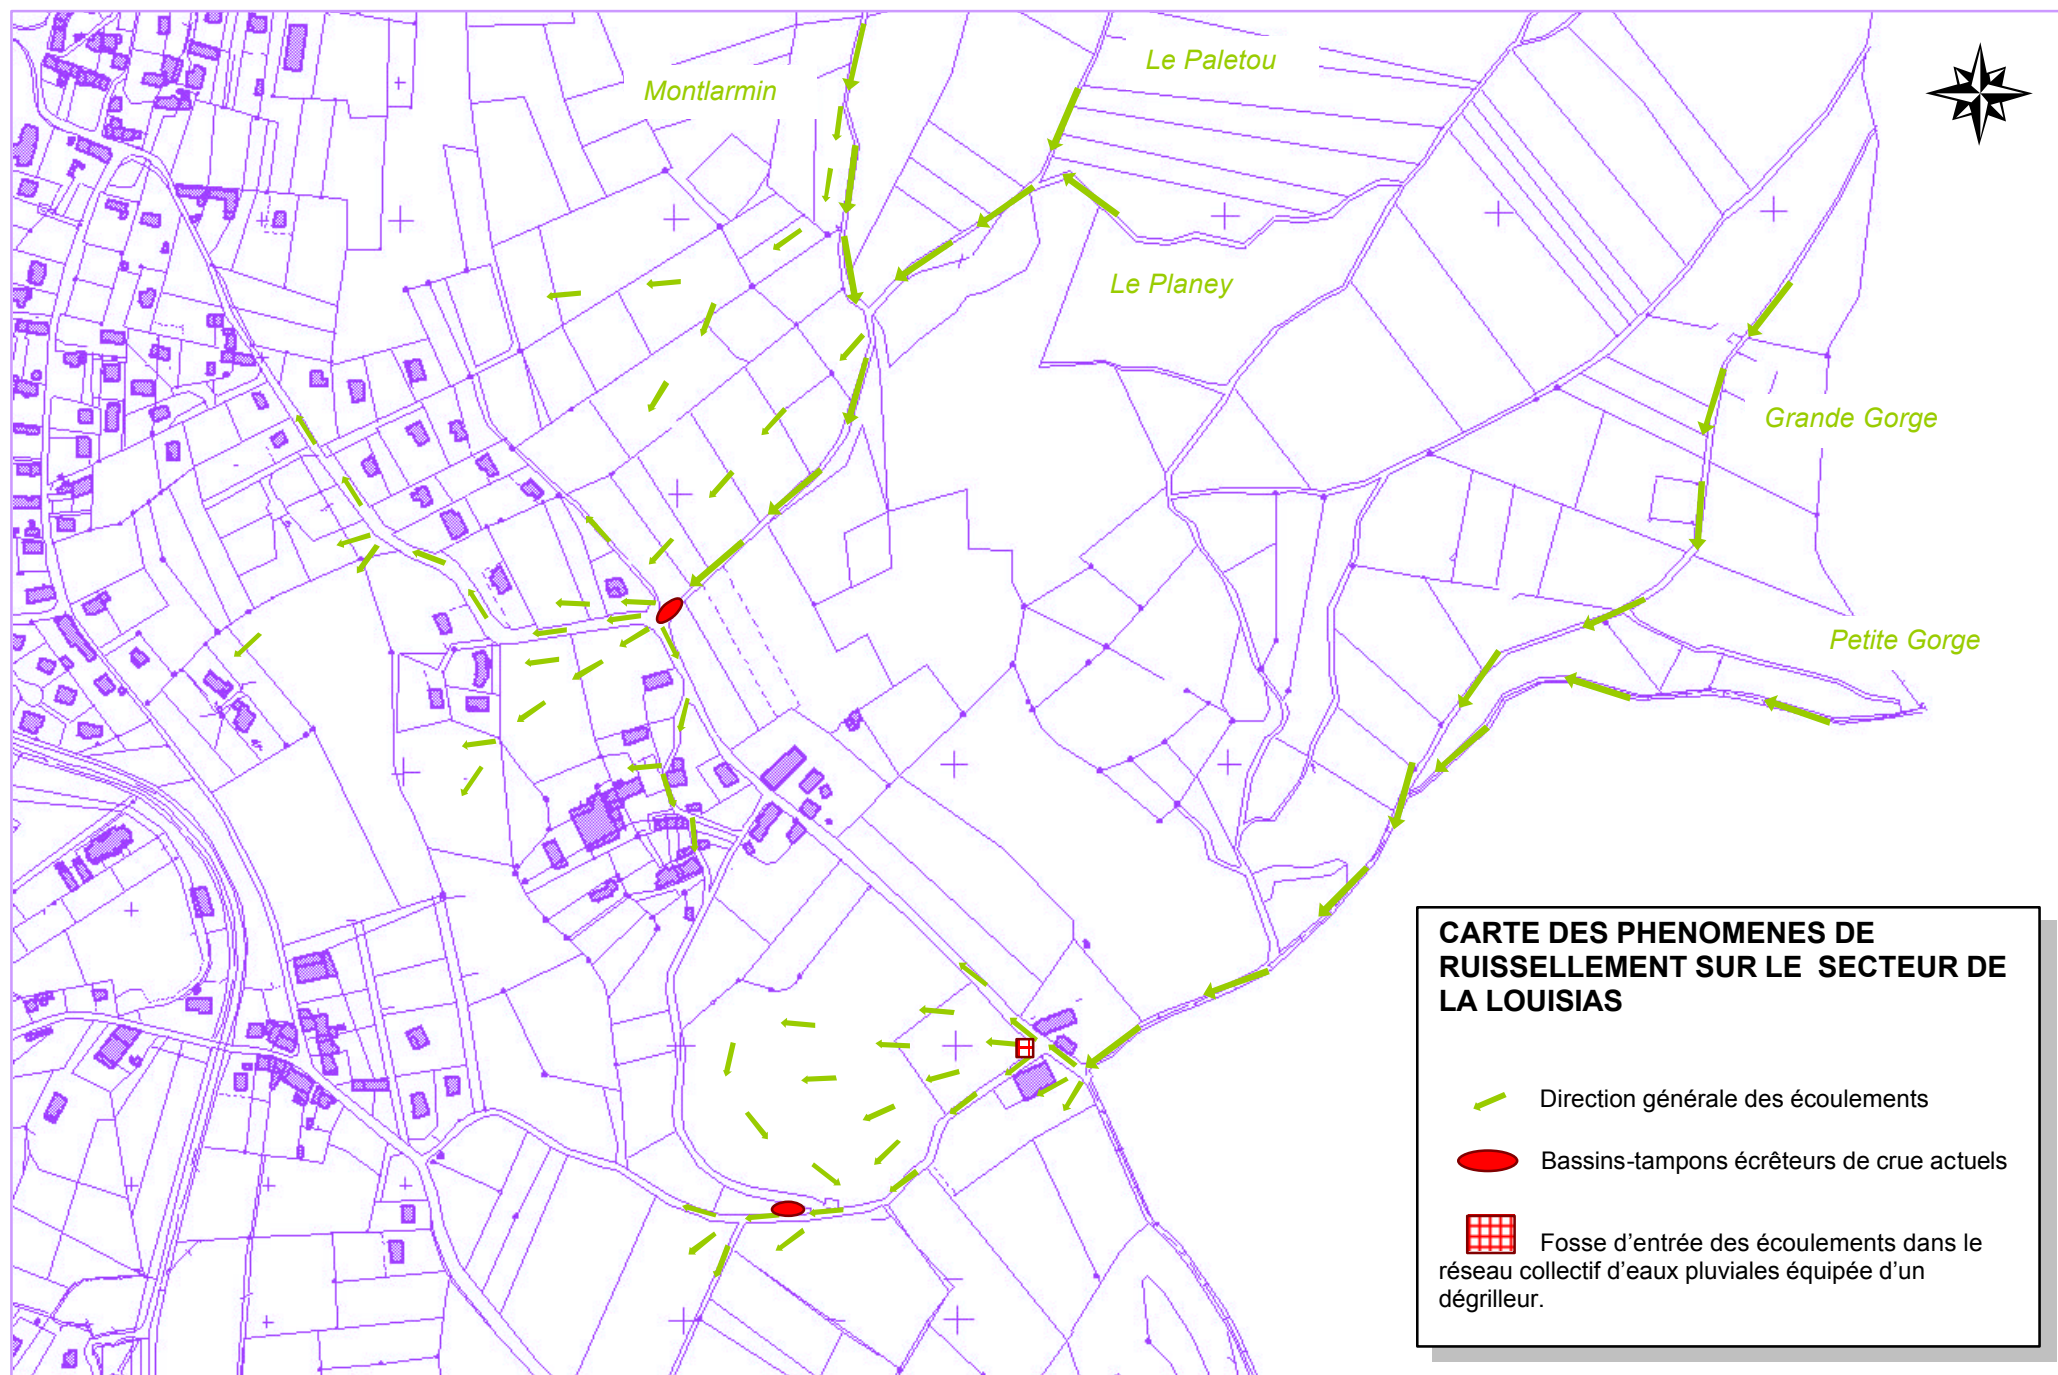 Le Paletou
Montlarmin
Le Planey
Grande Gorge
Petite Gorge
CARTE DES PHENOMENES DE
RUISSELLEMENT SUR LE SECTEUR DE
LA LOUISIAS
Direction générale des écoulements
Bassins-tampons écrêteurs de crue actuels
Fosse d'entrée des écoulements dans le
réseau collectif d'eaux pluviales équipée d'un
dégrilleur.